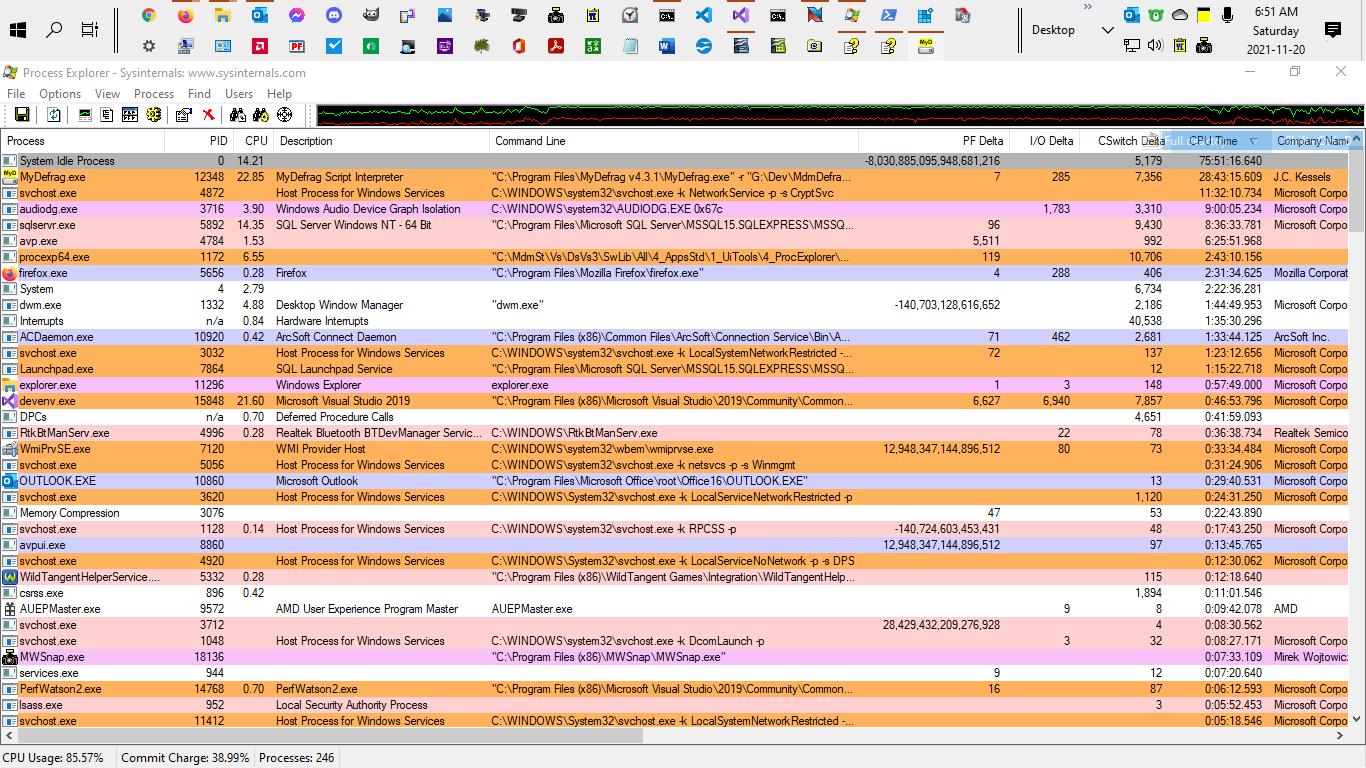 6:51 AM
Desktop
Saturday
2021-11-20
Process Explorer - Sysinternals: www.sysinternals.com
File Options View Process Find Users Help
Process PID CPU Description Command Line PF Delta I/O Delta CSwitch Delta CPU Time Company Name
System Idle Process 0 14.21 -8,030,885,095,948,681,216 5,179 75:51:16.640
MyDefrag.exe 12348 22.85 MyDefrag Script Interpreter "C:\Program Files\MyDefrag v4.3.1\MyDefrag.exe" -r "G:\Dev\MdmDefra... 7 285 7,356 28:43:15.609 J.C. Kessels
svchost.exe 4872 Host Process for Windows Services C:\WINDOWS\system32\svchost.exe -k NetworkService -p -s CryptSvc 11:32:10.734 Microsoft Corpo
audiodg.exe 3716 3.90 Windows Audio Device Graph Isolation C:\WINDOWS\system32\AUDIODG.EXE 0x67c 1,783 3,310 9:00:05.234 Microsoft Corpo
sqlservr.exe 5892 14.35 SQL Server Windows NT - 64 Bit "C:\Program Files\Microsoft SQL Server\MSSQL15.SQLEXPRESS\MSSQ... 96 9,430 8:36:33.781 Microsoft Corpo
avp.exe 4784 1.53 5,511 992 6:25:51.968
procexp64.exe 1172 6.55 "C:\MdmSt\Vs\DsVs3\SwLib\All\4_AppsStd\1_UiTools\4_ProcExplorer\... 119 10,706 2:43:10.156
firefox.exe 5656 0.28 Firefox "C:\Program Files\Mozilla Firefox\firefox.exe" 4 288 406 2:31:34.625 Mozilla Corporat
System 4 2.79 6,734 2:22:36.281
dwm.exe 1332 4.88 Desktop Window Manager "dwm.exe" -140,703,128,616,652 2,186 1:44:49.953 Microsoft Corpo
Interrupts n/a 0.84 Hardware Interrupts 40,538 1:35:30.296
ACDaemon.exe 10920 0.42 ArcSoft Connect Daemon "C:\Program Files (x86)\Common Files\ArcSoft\Connection Service\Bin\A... 71 462 2,681 1:33:44.125 ArcSoft Inc.
svchost.exe 3032 Host Process for Windows Services C:\WINDOWS\system32\svchost.exe -k LocalSystemNetworkRestricted -... 72 137 1:23:12.656 Microsoft Corpo
Launchpad.exe 7864 SQL Launchpad Service "C:\Program Files\Microsoft SQL Server\MSSQL15.SQLEXPRESS\MSSQ... 12 1:15:22.718 Microsoft Corpo
explorer.exe 11296 Windows Explorer explorer.exe 1 3 148 0:57:49.000 Microsoft Corpo
devenv.exe 15848 21.60 Microsoft Visual Studio 2019 "C:\Program Files (x86)\Microsoft Visual Studio\2019\Community\Common... 6,627 6,940 7,857 0:46:53.796 Microsoft Corpo
DPCs n/a 0.70 Deferred Procedure Calls 4,651 0:41:59.093
RtkBtManServ.exe 4996 0.28 Realtek Bluetooth BTDevManager Servic... C:\WINDOWS\RtkBtManServ.exe 22 78 0:36:38.734 Realtek Semico
WmiPrvSE.exe 7120 WMI Provider Host C:\WINDOWS\system32\wbem\wmiprvse.exe 12,948,347,144,896,512 80 73 0:33:34.484 Microsoft Corpo
svchost.exe 5056 Host Process for Windows Services C:\WINDOWS\system32\svchost.exe -k netsvcs -p -s Winmgmt 0:31:24.906 Microsoft Corpo
OUTLOOK.EXE 10860 Microsoft Outlook "C:\Program Files\Microsoft Office\root\Office16\OUTLOOK.EXE" 13 0:29:40.531 Microsoft Corpo
svchost.exe 3620 Host Process for Windows Services C:\WINDOWS\System32\svchost.exe -k LocalServiceNetworkRestricted -p 1,120 0:24:31.250 Microsoft Corpo
Memory Compression 3076 47 53 0:22:43.890
svchost.exe 1128 0.14 Host Process for Windows Services C:\WINDOWS\system32\svchost.exe -k RPCSS -p -140,724,603,453,431 48 0:17:43.250 Microsoft Corpo
avpui.exe 8860 12,948,347,144,896,512 97 0:13:45.765
svchost.exe 4920 Host Process for Windows Services C:\WINDOWS\System32\svchost.exe -k LocalServiceNoNetwork -p -s DPS 0:12:30.062 Microsoft Corpo
WildTangentHelperService.... 5332 0.28 "C:\Program Files (x86)\WildTangent Games\Integration\WildTangentHelp... 115 0:12:18.640
csrss.exe 896 0.42 1,894 0:11:01.546
AUEPMaster.exe 9572 AMD User Experience Program Master AUEPMaster.exe 9 8 0:09:42.078 AMD
svchost.exe 3712 28,429,432,209,276,928 4 0:08:30.562
svchost.exe 1048 Host Process for Windows Services C:\WINDOWS\system32\svchost.exe -k DcomLaunch -p 3 32 0:08:27.171 Microsoft Corpo
MWSnap.exe 18136 "C:\Program Files (x86)\MWSnap\MWSnap.exe" 0:07:33.109 Mirek Wojtowic
services.exe 944 9 12 0:07:20.640
PerfWatson2.exe 14768 0.70 PerfWatson2.exe "C:\Program Files (x86)\Microsoft Visual Studio\2019\Community\Common... 16 87 0:06:12.593 Microsoft Corpo
lsass.exe 952 Local Security Authority Process 3 0:05:52.453 Microsoft Corpo
svchost.exe 11412 Host Process for Windows Services C:\WINDOWS\System32\svchost.exe -k LocalSystemNetworkRestricted -... 0:05:18.546 Microsoft Corpo
CPU Usage: 85.57% Commit Charge: 38.99% Processes: 246